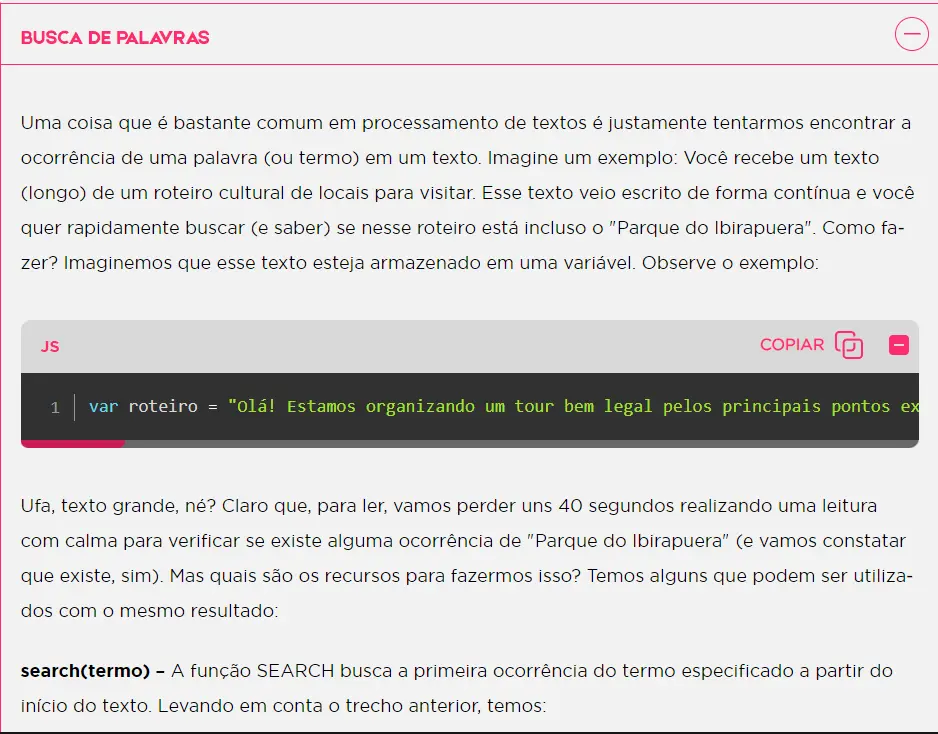 BUSCA DE PALAVRAS
Uma coisa que é bastante comum em processamento de textos é justamente tentarmos encontrar a
ocorrência de uma palavra (ou termo) em um texto. Imagine um exemplo: Você recebe um texto
(longo) de um roteiro cultural de locais para visitar. Esse texto veio escrito de forma contínua e você
quer rapidamente buscar (e saber) se nesse roteiro está incluso o "Parque do Ibirapuera". Como fa-
zer? Imaginemos que esse texto esteja armazenado em uma variável. Observe o exemplo:
JS COPIAR
1 var roteiro = "Olá! Estamos organizando um tour bem legal pelos principais pontos ex
Ufa, texto grande, né? Claro que, para ler, vamos perder uns 40 segundos realizando uma leitura
com calma para verificar se existe alguma ocorrência de "Parque do Ibirapuera" (e vamos constatar
que existe, sim). Mas quais são os recursos para fazermos isso? Temos alguns que podem ser utiliza-
dos com o mesmo resultado:
search(termo) – A função SEARCH busca a primeira ocorrência do termo especificado a partir do
início do texto. Levando em conta o trecho anterior, temos: